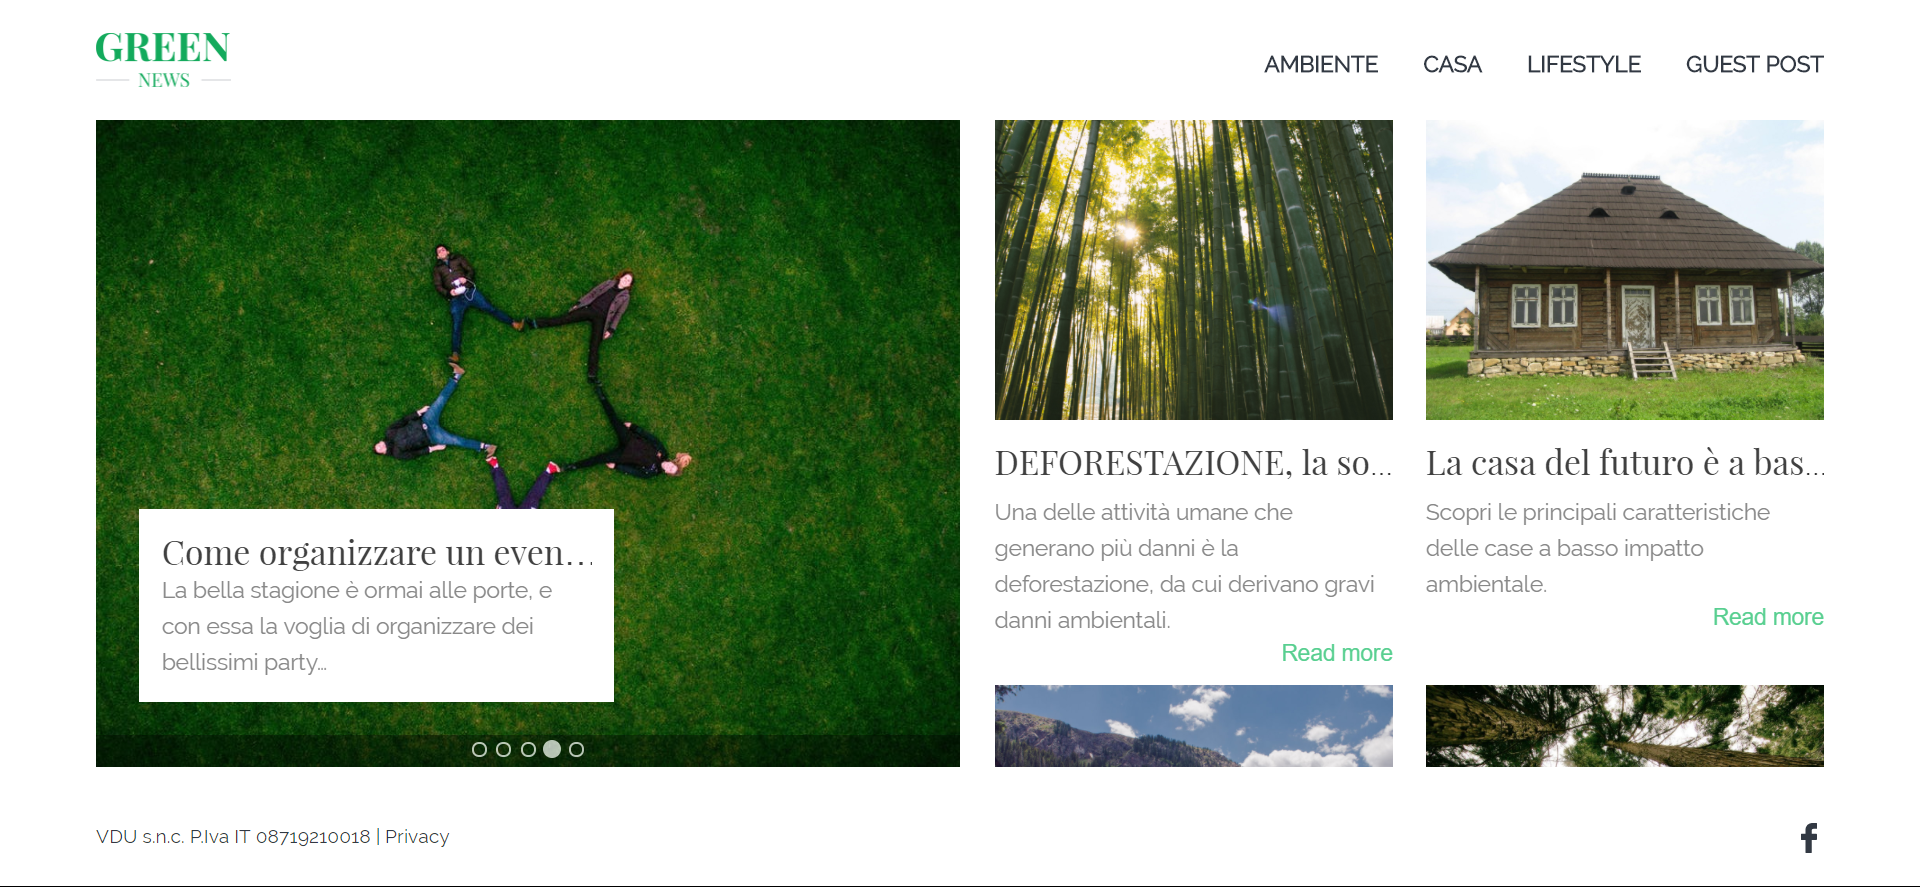 GREEN
NEWS
AMBIENTE CASA LIFESTYLE GUEST POST
Come organizzare un even...
La bella stagione è ormai alle porte, e
con essa la voglia di organizzare dei
bellissimi party...
DEFORESTAZIONE, la so...
Una delle attività umane che
generano più danni è la
deforestazione, da cui derivano gravi
danni ambientali.
Read more
La casa del futuro è a bas...
Scopri le principali caratteristiche
delle case a basso impatto
ambientale.
Read more
VDU s.n.c. P.Iva IT 08719210018 | Privacy